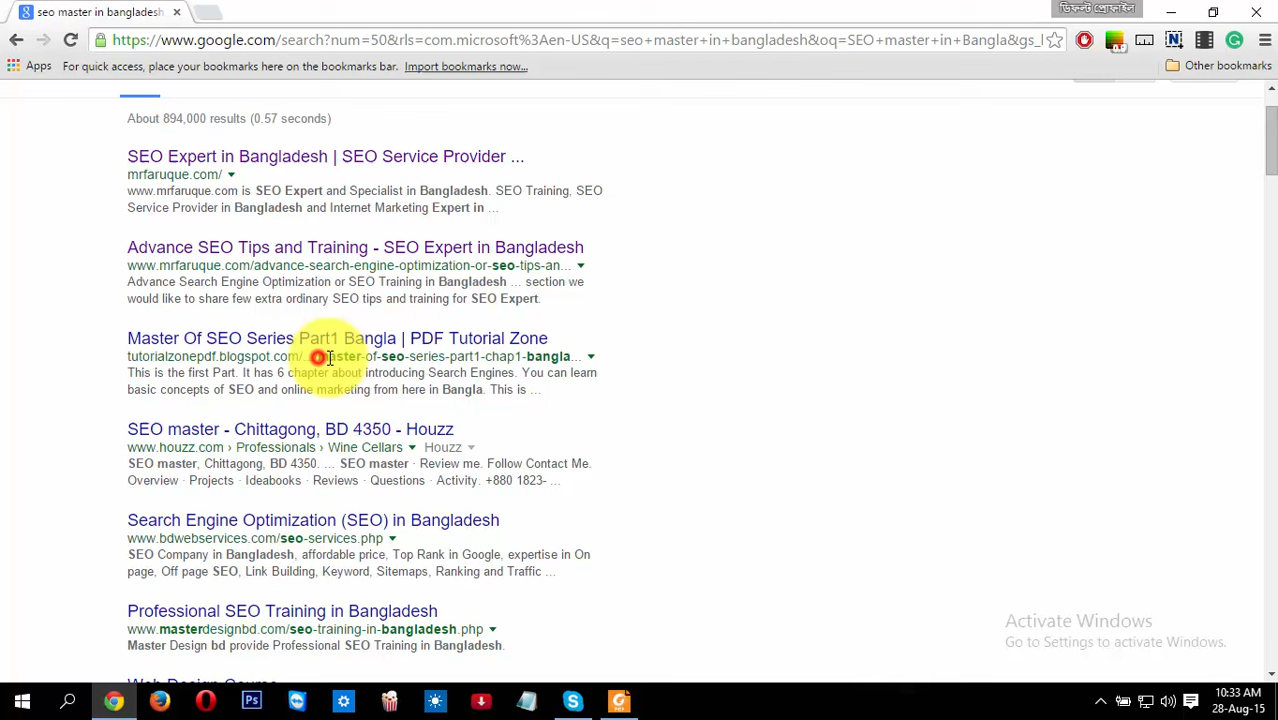 seo master in bangladesh
ডিফল্ট প্রোফাইল
https://www.google.com/search?num=50&rls=com.microsoft%3Aen-US&q=seo+master+in+bangladesh&oq=SEO+master+in+Bangla&gs_l
Apps For quick access, place your bookmarks here on the bookmarks bar. Import bookmarks now... Other bookmarks
About 894,000 results (0.57 seconds)
SEO Expert in Bangladesh | SEO Service Provider ...
mrfaruque.com/
www.mrfaruque.com is SEO Expert and Specialist in Bangladesh. SEO Training, SEO
Service Provider in Bangladesh and Internet Marketing Expert in ...
Advance SEO Tips and Training - SEO Expert in Bangladesh
www.mrfaruque.com/advance-search-engine-optimization-or-seo-tips-an...
Advance Search Engine Optimization or SEO Training in Bangladesh ... section we
would like to share few extra ordinary SEO tips and training for SEO Expert.
Master Of SEO Series Part1 Bangla | PDF Tutorial Zone
tutorialzonepdf.blogspot.com/.../master-of-seo-series-part1-chap1-bangla...
This is the first Part. It has 6 chapter about introducing Search Engines. You can learn
basic concepts of SEO and online marketing from here in Bangla. This is ...
SEO master - Chittagong, BD 4350 - Houzz
www.houzz.com › Professionals › Wine Cellars Houzz
SEO master, Chittagong, BD 4350. ... SEO master · Review me. Follow Contact Me.
Overview · Projects · Ideabooks · Reviews · Questions · Activity. +880 1823- ...
Search Engine Optimization (SEO) in Bangladesh
www.bdwebservices.com/seo-services.php
SEO Company in Bangladesh, affordable price, Top Rank in Google, expertise in On
page, Off page SEO, Link Building, Keyword, Sitemaps, Ranking and Traffic ...
Professional SEO Training in Bangladesh
www.masterdesignbd.com/seo-training-in-bangladesh.php
Master Design bd provide Professional SEO Training in Bangladesh.
Activate Windows
Go to Settings to activate Windows.
Ps
10:33 AM
28-Aug-15